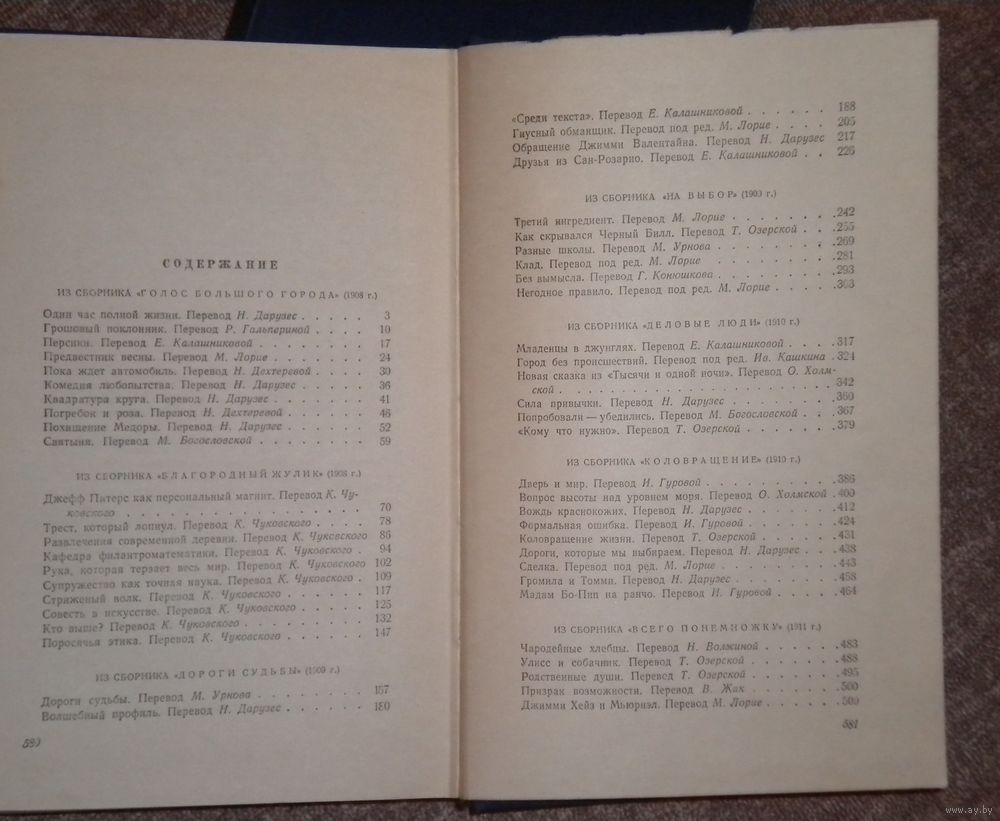 СОДЕРЖАНИЕ
ИЗ СБОРНИКА «ГОЛОС БОЛЬШОГО ГОРОДА» (1908 г.)
Один час полной жизни. Перевод Н. Дарузес . . . . . 3
Грошовый поклонник. Перевод Р. Гальпериной . . . . 10
Персики. Перевод Е. Калашниковой . . . . . . . 17
Предвестник весны. Перевод М. Лорие . . . . . . 24
Пока ждет автомобиль. Перевод Н. Дехтеревой . . . . 30
Комедия любопытства. Перевод Н. Дарузес . . . . . 36
Квадратура круга. Перевод Н. Дарузес . . . . . . 41
Погребок и роза. Перевод Н. Дехтеревой . . . . . 46
Похищение Медоры. Перевод Н. Дарузес . . . . . 52
Святыня. Перевод М. Богословской . . . . . . . 59
ИЗ СБОРНИКА «БЛАГОРОДНЫЙ ЖУЛИК» (1908 г.)
Джефф Питерс как персональный магнит. Перевод К. Чу-
ковского . . . . . . . . . . . . . 70
Трест, который лопнул. Перевод К. Чуковского . . . . 78
Развлечения современной деревни. Перевод К. Чуковского 86
Кафедра филантроматематики. Перевод К. Чуковского . 94
Рука, которая терзает весь мир. Перевод К. Чуковского 102
Супружество как точная наука. Перевод К. Чуковского . 109
Стриженый волк. Перевод К. Чуковского . . . . . 117
Совесть в искусстве. Перевод К. Чуковского . . . . 125
Кто выше? Перевод К. Чуковского . . . . . . . 132
Поросячья этика. Перевод К. Чуковского . . . . . 147
ИЗ СБОРНИКА «ДОРОГИ СУДЬБЫ» (1909 г.)
Дороги судьбы. Перевод М. Урнова . . . . . . . 157
Волшебный профиль. Перевод Н. Дарузес . . . . . 180
580
«Среди текста». Перевод Е. Калашниковой . . . . . . 188
Гнусный обманщик. Перевод под ред. М. Лорие . . . . 205
Обращение Джимми Валентайна. Перевод Н. Дарузес 217
Друзья из Сан-Розарио. Перевод Е. Калашниковой . . 226
ИЗ СБОРНИКА «НА ВЫБОР» (1909 г.)
Третий ингредиент. Перевод М. Лорие . . . . . . . 242
Как скрывался Черный Билл. Перевод Т. Озерской . . . 255
Разные школы. Перевод М. Урнова . . . . . . . 269
Клад. Перевод под ред. М. Лорие . . . . . . . 281
Без вымысла. Перевод Г. Конюшкова . . . . . . . 293
Негодное правило. Перевод под ред. М. Лорие . . . . 303
ИЗ СБОРНИКА «ДЕЛОВЫЕ ЛЮДИ» (1910 г.)
Младенцы в джунглях. Перевод Е. Калашниковой . . . . 317
Город без происшествий. Перевод под ред. Ив. Кашкина . 324
Новая сказка из «Тысячи и одной ночи». Перевод О. Холм-
ской . . . . . . . . . . . . . . . 342
Сила привычки. Перевод Н. Дарузес . . . . . . . 360
Попробовали — убедились. Перевод М. Богословской . . . 367
«Кому что нужно». Перевод Т. Озерской . . . . . . 379
ИЗ СБОРНИКА «КОЛОВРАЩЕНИЕ» (1910 г.)
Дверь и мир. Перевод И. Гуровой . . . . . . . . 386
Вопрос высоты над уровнем моря. Перевод О. Холмской . 400
Вождь краснокожих. Перевод Н. Дарузес . . . . . . 412
Формальная ошибка. Перевод И. Гуровой . . . . . . 424
Коловращение жизни. Перевод Т. Озерской . . . . . 431
Дороги, которые мы выбираем. Перевод Н. Дарузес . . . 438
Сделка. Перевод под ред. М. Лорие . . . . . . . 443
Громила и Томми. Перевод Н. Дарузес . . . . . . . 458
Мадам Бо-Пип на ранчо. Перевод И. Гуровой . . . . . 464
ИЗ СБОРНИКА «ВСЕГО ПОНЕМНОЖКУ» (1911 г.)
Чародейные хлебцы. Перевод Н. Волжиной . . . . . . 483
Улисс и собачник. Перевод Т. Озерской . . . . . . 488
Родственные души. Перевод Т. Озерской . . . . . . 495
Призрак возможности. Перевод В. Жак . . . . . . . 500
Джимми Хейз и Мьюриэл. Перевод М. Лорие . . . . . 509
581
www.ay.by